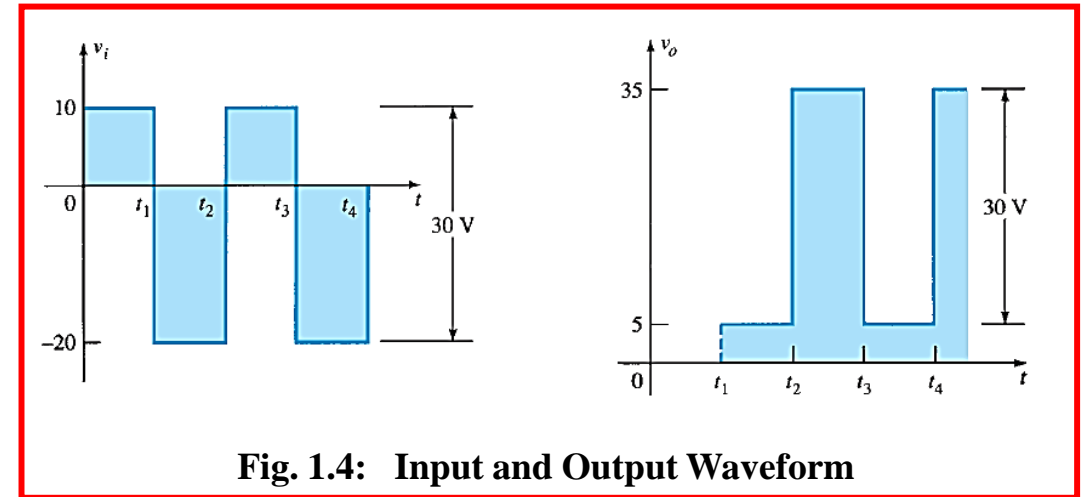 v_i
10
0
t_1
t_2
t_3
t_4
t
30 V
–20
v_o
35
30 V
5
0
t_1
t_2
t_3
t_4
t
Fig. 1.4: Input and Output Waveform